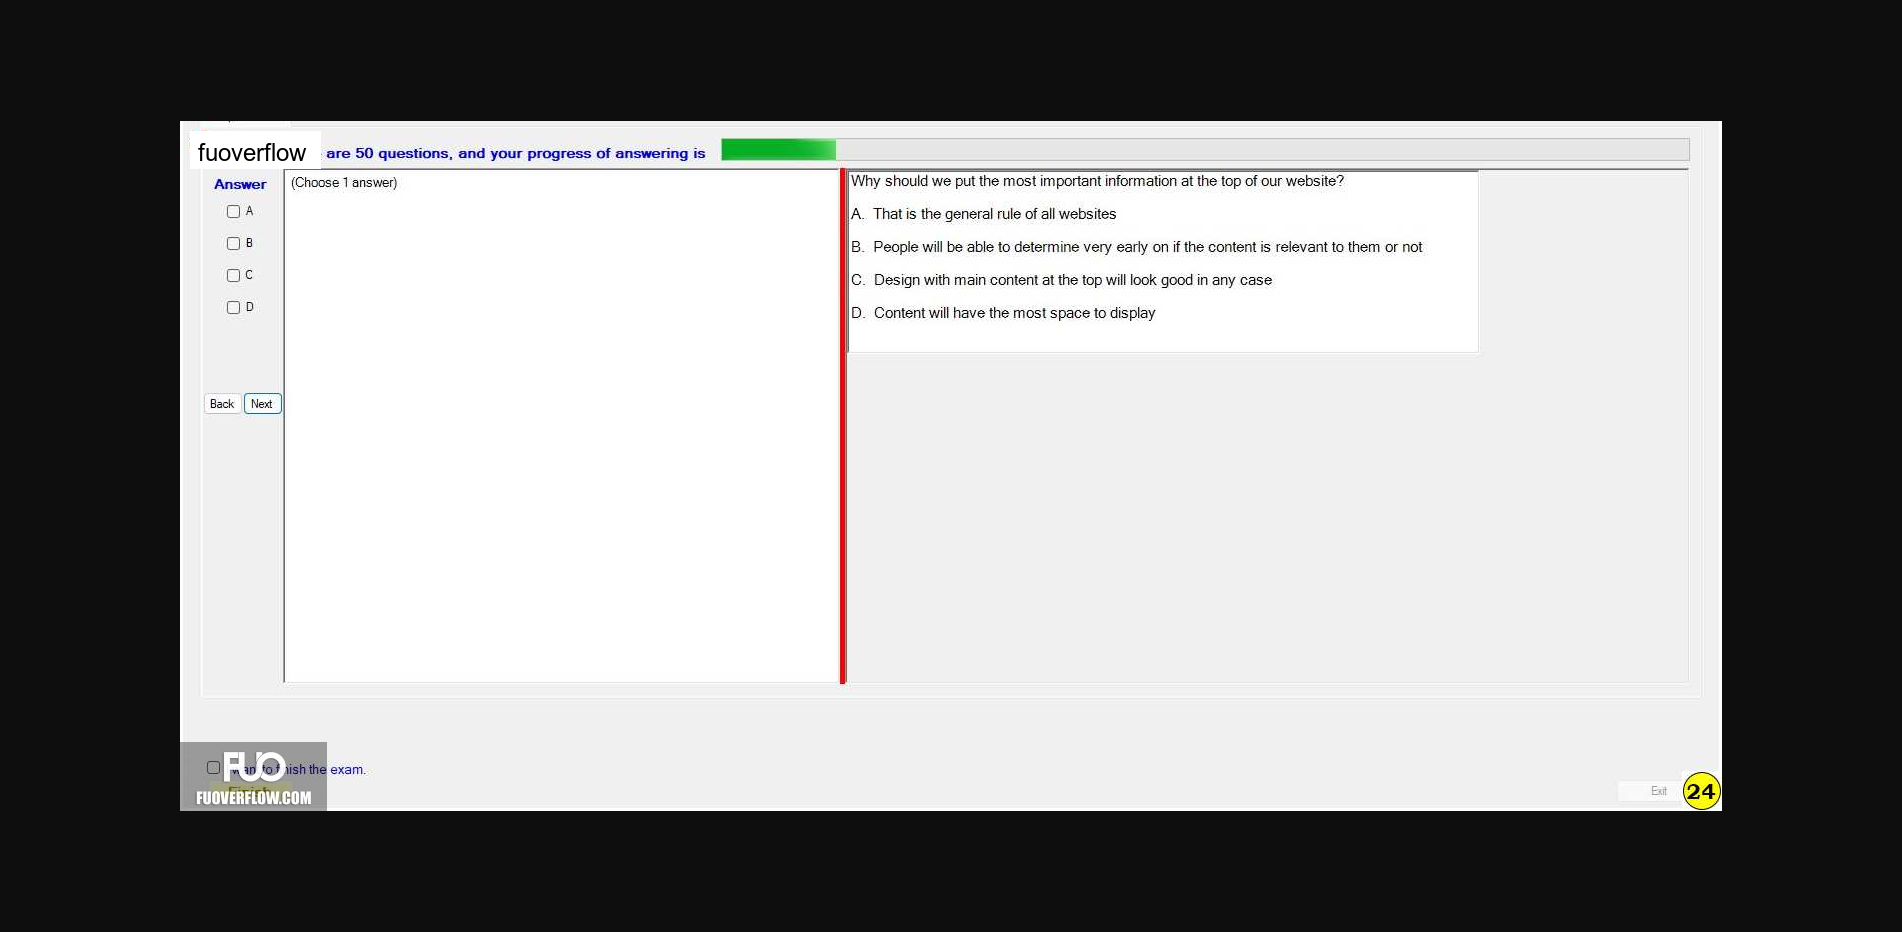 fuoverflow are 50 questions, and your progress of answering is
Answer
(Choose 1 answer)
A
B
C
D
Back Next
Why should we put the most important information at the top of our website?
A. That is the general rule of all websites
B. People will be able to determine very early on if the content is relevant to them or not
C. Design with main content at the top will look good in any case
D. Content will have the most space to display
FUO
want to finish the exam.
Finish
FUOVERFLOW.COM
Exit
24